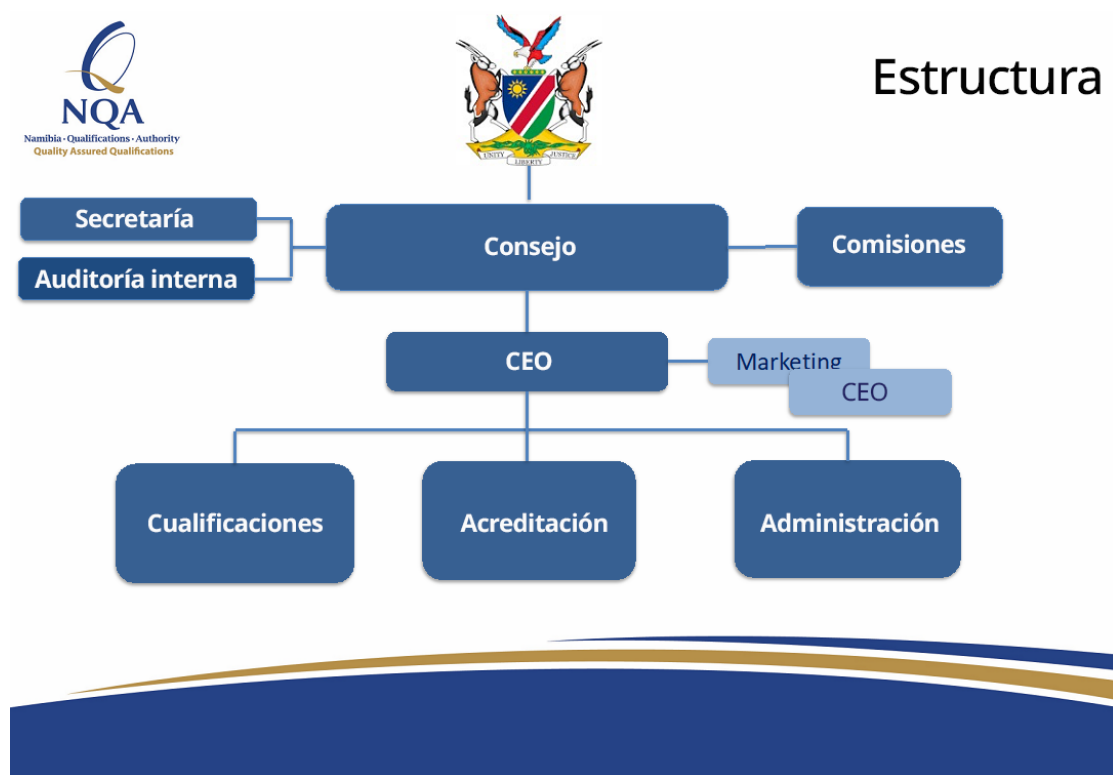 NQA
Namibia • Qualifications • Authority
Quality Assured Qualifications
UNITY
LIBERTY
JUSTICE
Estructura
Secretaría
Auditoría interna
Consejo
Comisiones
CEO
Marketing
CEO
Cualificaciones
Acreditación
Administración